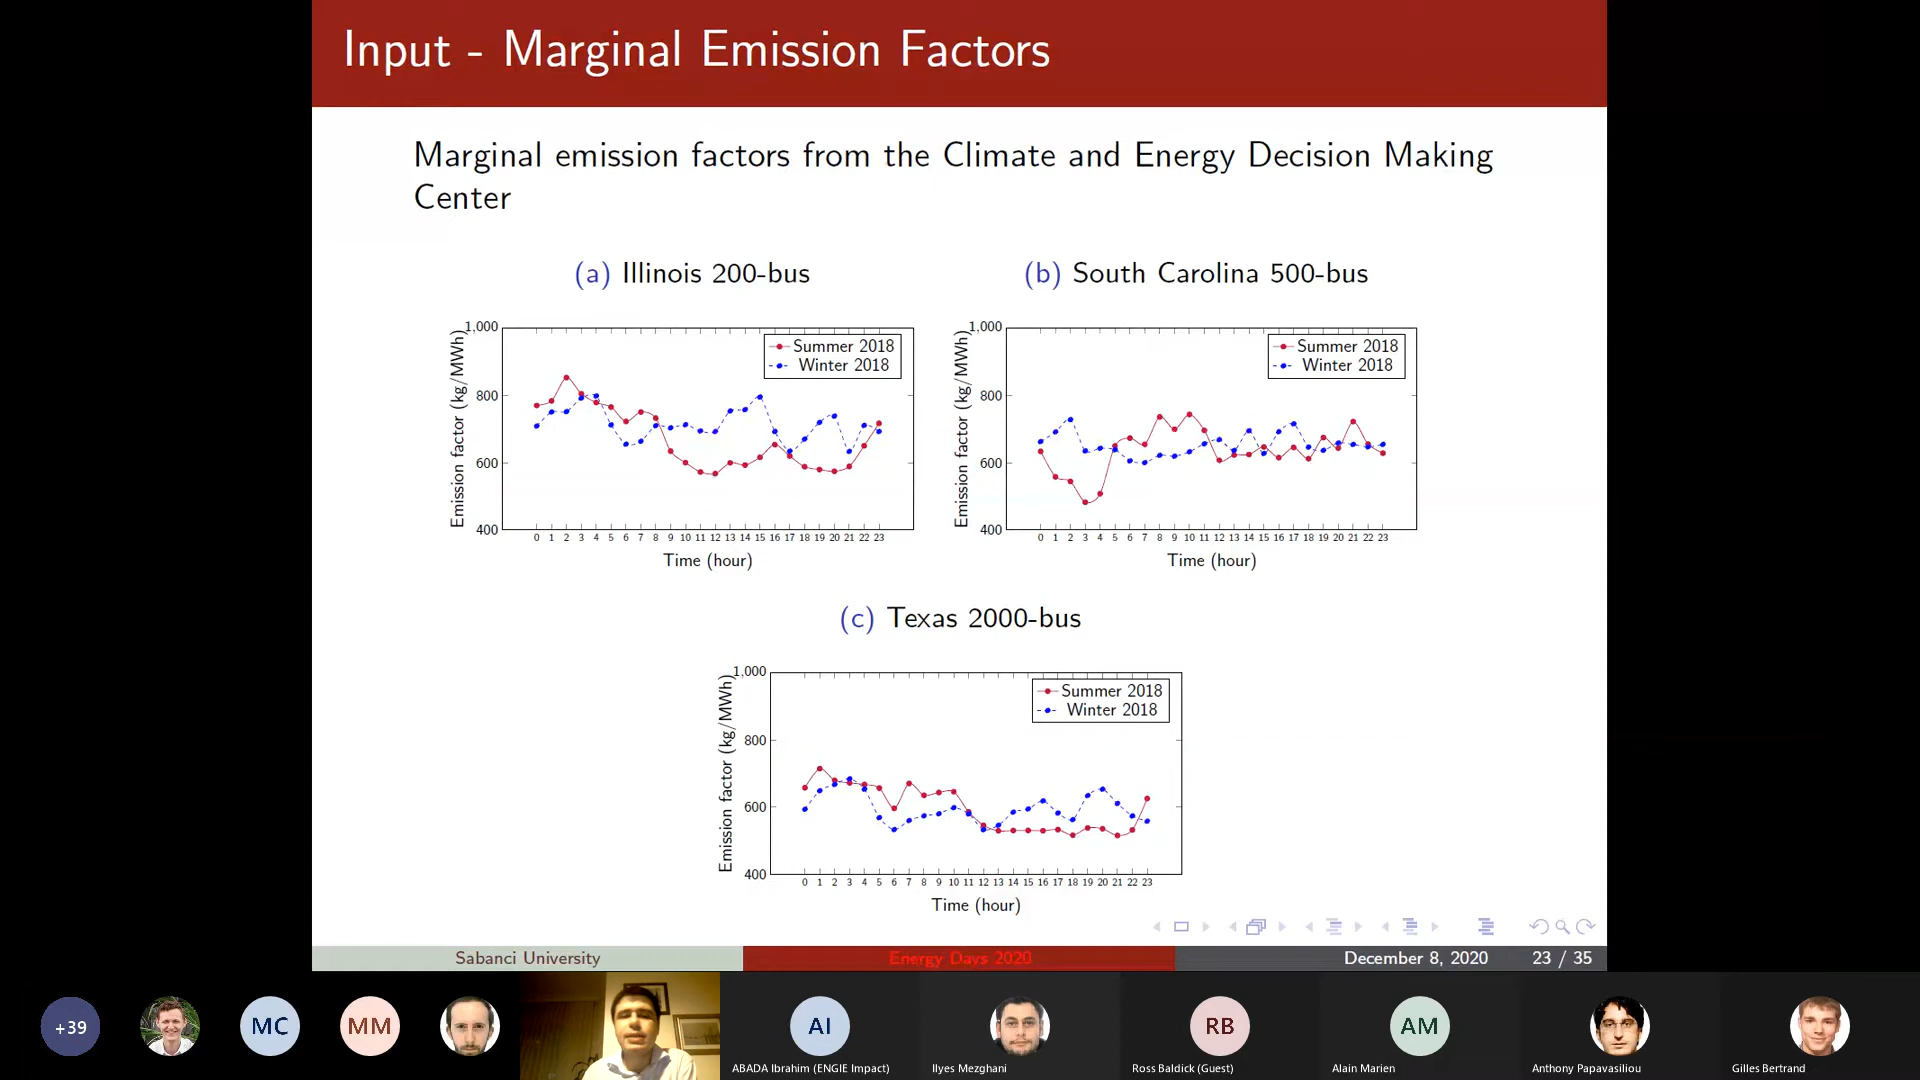 Input - Marginal Emission Factors
Marginal emission factors from the Climate and Energy Decision Making
Center
(a) Illinois 200-bus
1,000
800
600
400
Emission factor (kg/MWh)
Summer 2018
Winter 2018
0 1 2 3 4 5 6 7 8 9 10 11 12 13 14 15 16 17 18 19 20 21 22 23
Time (hour)
(b) South Carolina 500-bus
1,000
800
600
400
Emission factor (kg/MWh)
Summer 2018
Winter 2018
0 1 2 3 4 5 6 7 8 9 10 11 12 13 14 15 16 17 18 19 20 21 22 23
Time (hour)
(c) Texas 2000-bus
1,000
800
600
400
Emission factor (kg/MWh)
Summer 2018
Winter 2018
0 1 2 3 4 5 6 7 8 9 10 11 12 13 14 15 16 17 18 19 20 21 22 23
Time (hour)
Sabanci University
Energy Days 2020
December 8, 2020 23 / 35
+39
MC
MM
AI
RB
AM
ABADA Ibrahim (ENGIE Impact)
Ilyes Mezghani
Ross Baldick (Guest)
Alain Marien
Anthony Papavasiliou
Gilles Bertrand